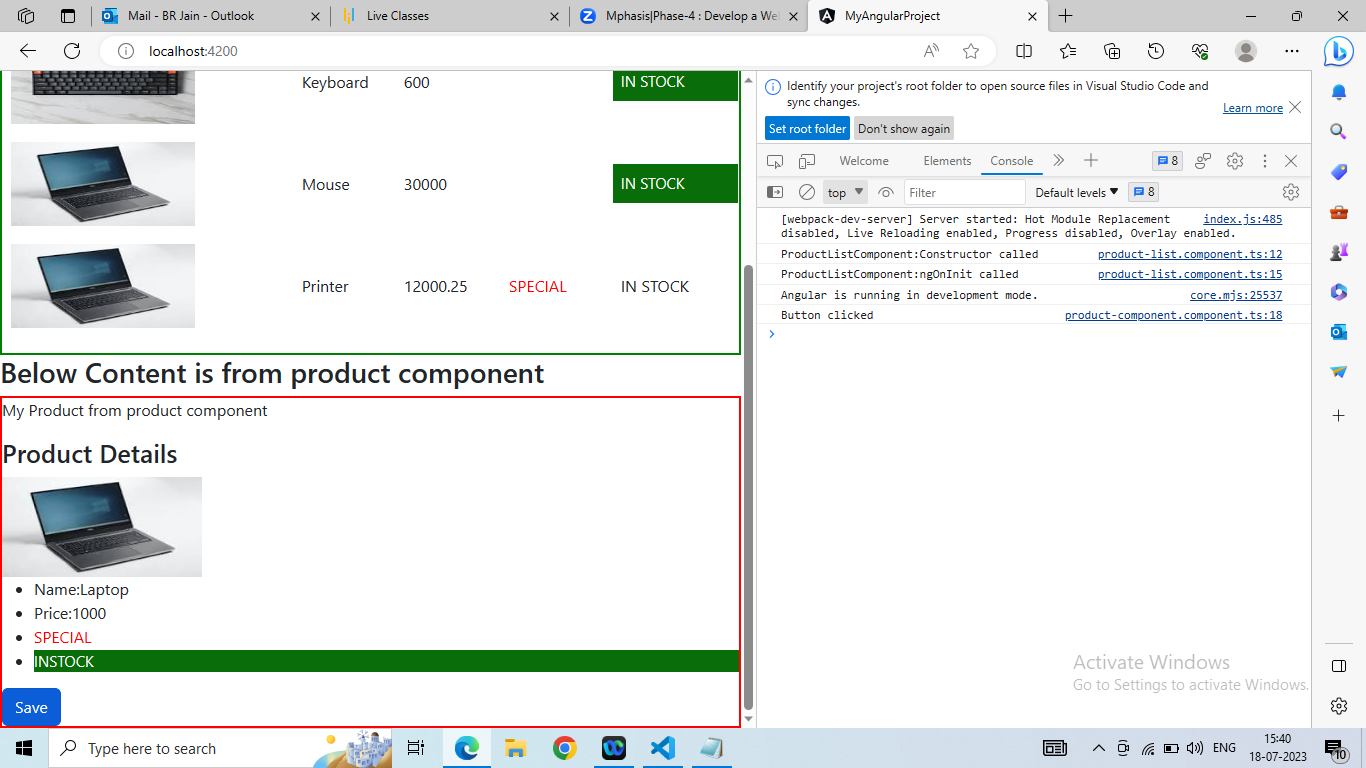 Mail - BR Jain - Outlook
Live Classes
Mphasis|Phase-4 : Develop a We
MyAngularProject
localhost:4200
Keyboard 600 IN STOCK
Mouse 30000 IN STOCK
Printer 12000.25 SPECIAL IN STOCK
Below Content is from product component
My Product from product component
Product Details
Name:Laptop
Price:1000
SPECIAL
INSTOCK
Save
Identify your project's root folder to open source files in Visual Studio Code and
sync changes.
Learn more
Set root folder Don't show again
Welcome Elements Console 8
top Filter Default levels 8
[webpack-dev-server] Server started: Hot Module Replacement index.js:485
disabled, Live Reloading enabled, Progress disabled, Overlay enabled.
ProductListComponent:Constructor called product-list.component.ts:12
ProductListComponent:ngOnInit called product-list.component.ts:15
Angular is running in development mode. core.mjs:25537
Button clicked product-component.component.ts:18
Activate Windows
Go to Settings to activate Windows.
Type here to search
ENG
15:40
18-07-2023
10